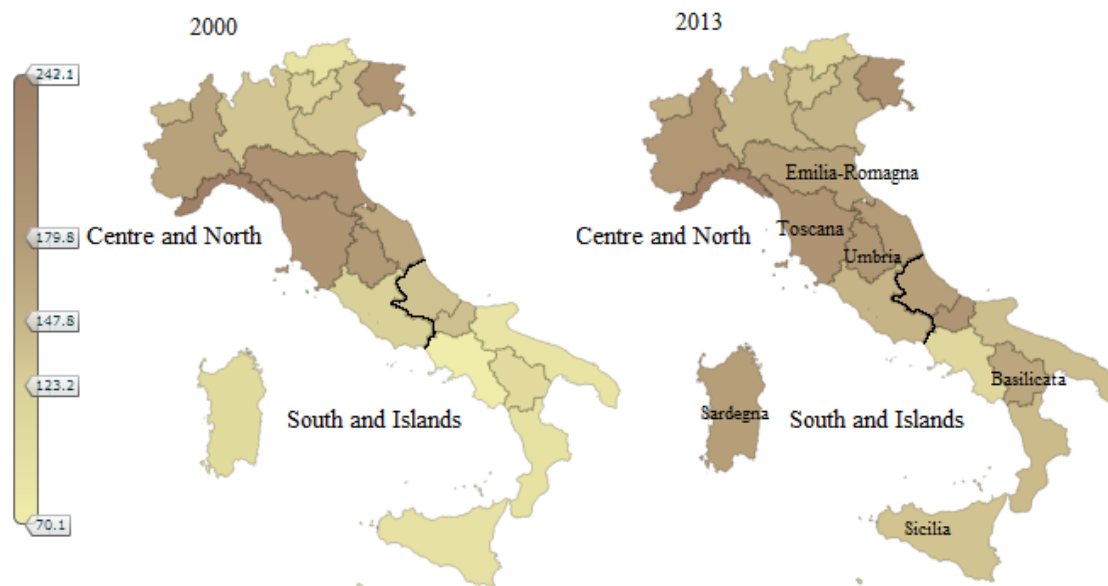 2000
2013
242.1
179.8
147.8
123.2
70.1
Centre and North
South and Islands
Emilia-Romagna
Toscana
Centre and North
Umbria
Basilicata
Sardegna
South and Islands
Sicilia